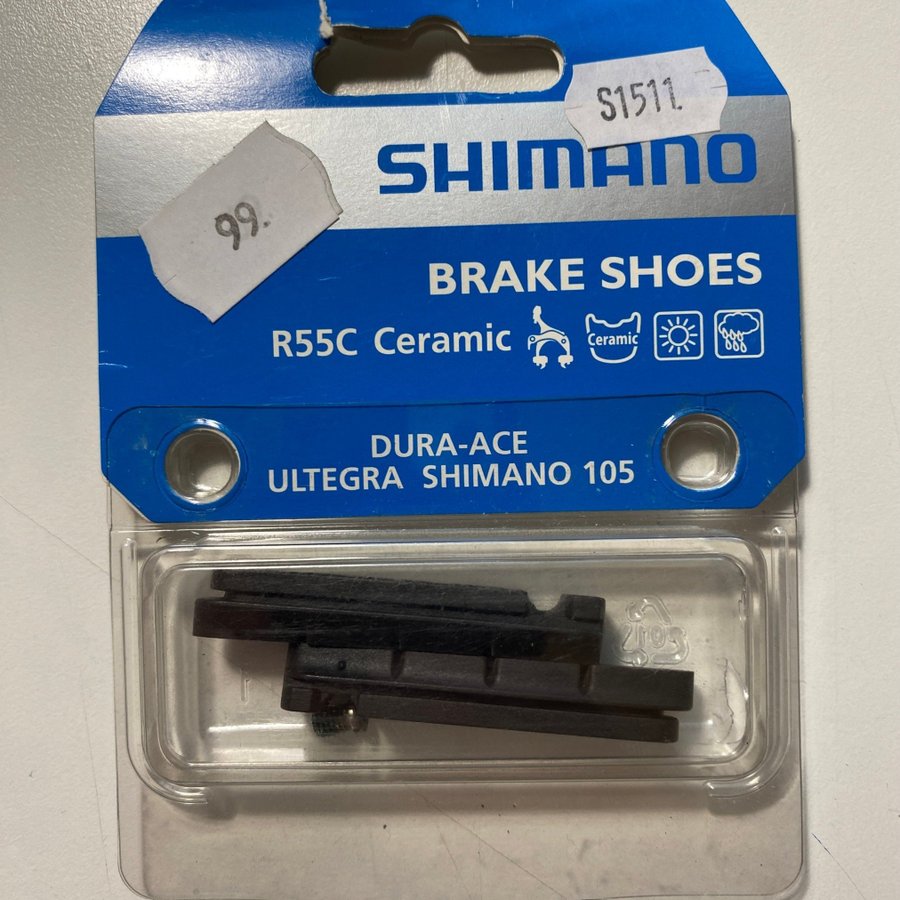 S1511.
SHIMANO
99.
BRAKE SHOES
R55C Ceramic
Ceramic
DURA-ACE
ULTEGRA SHIMANO 105